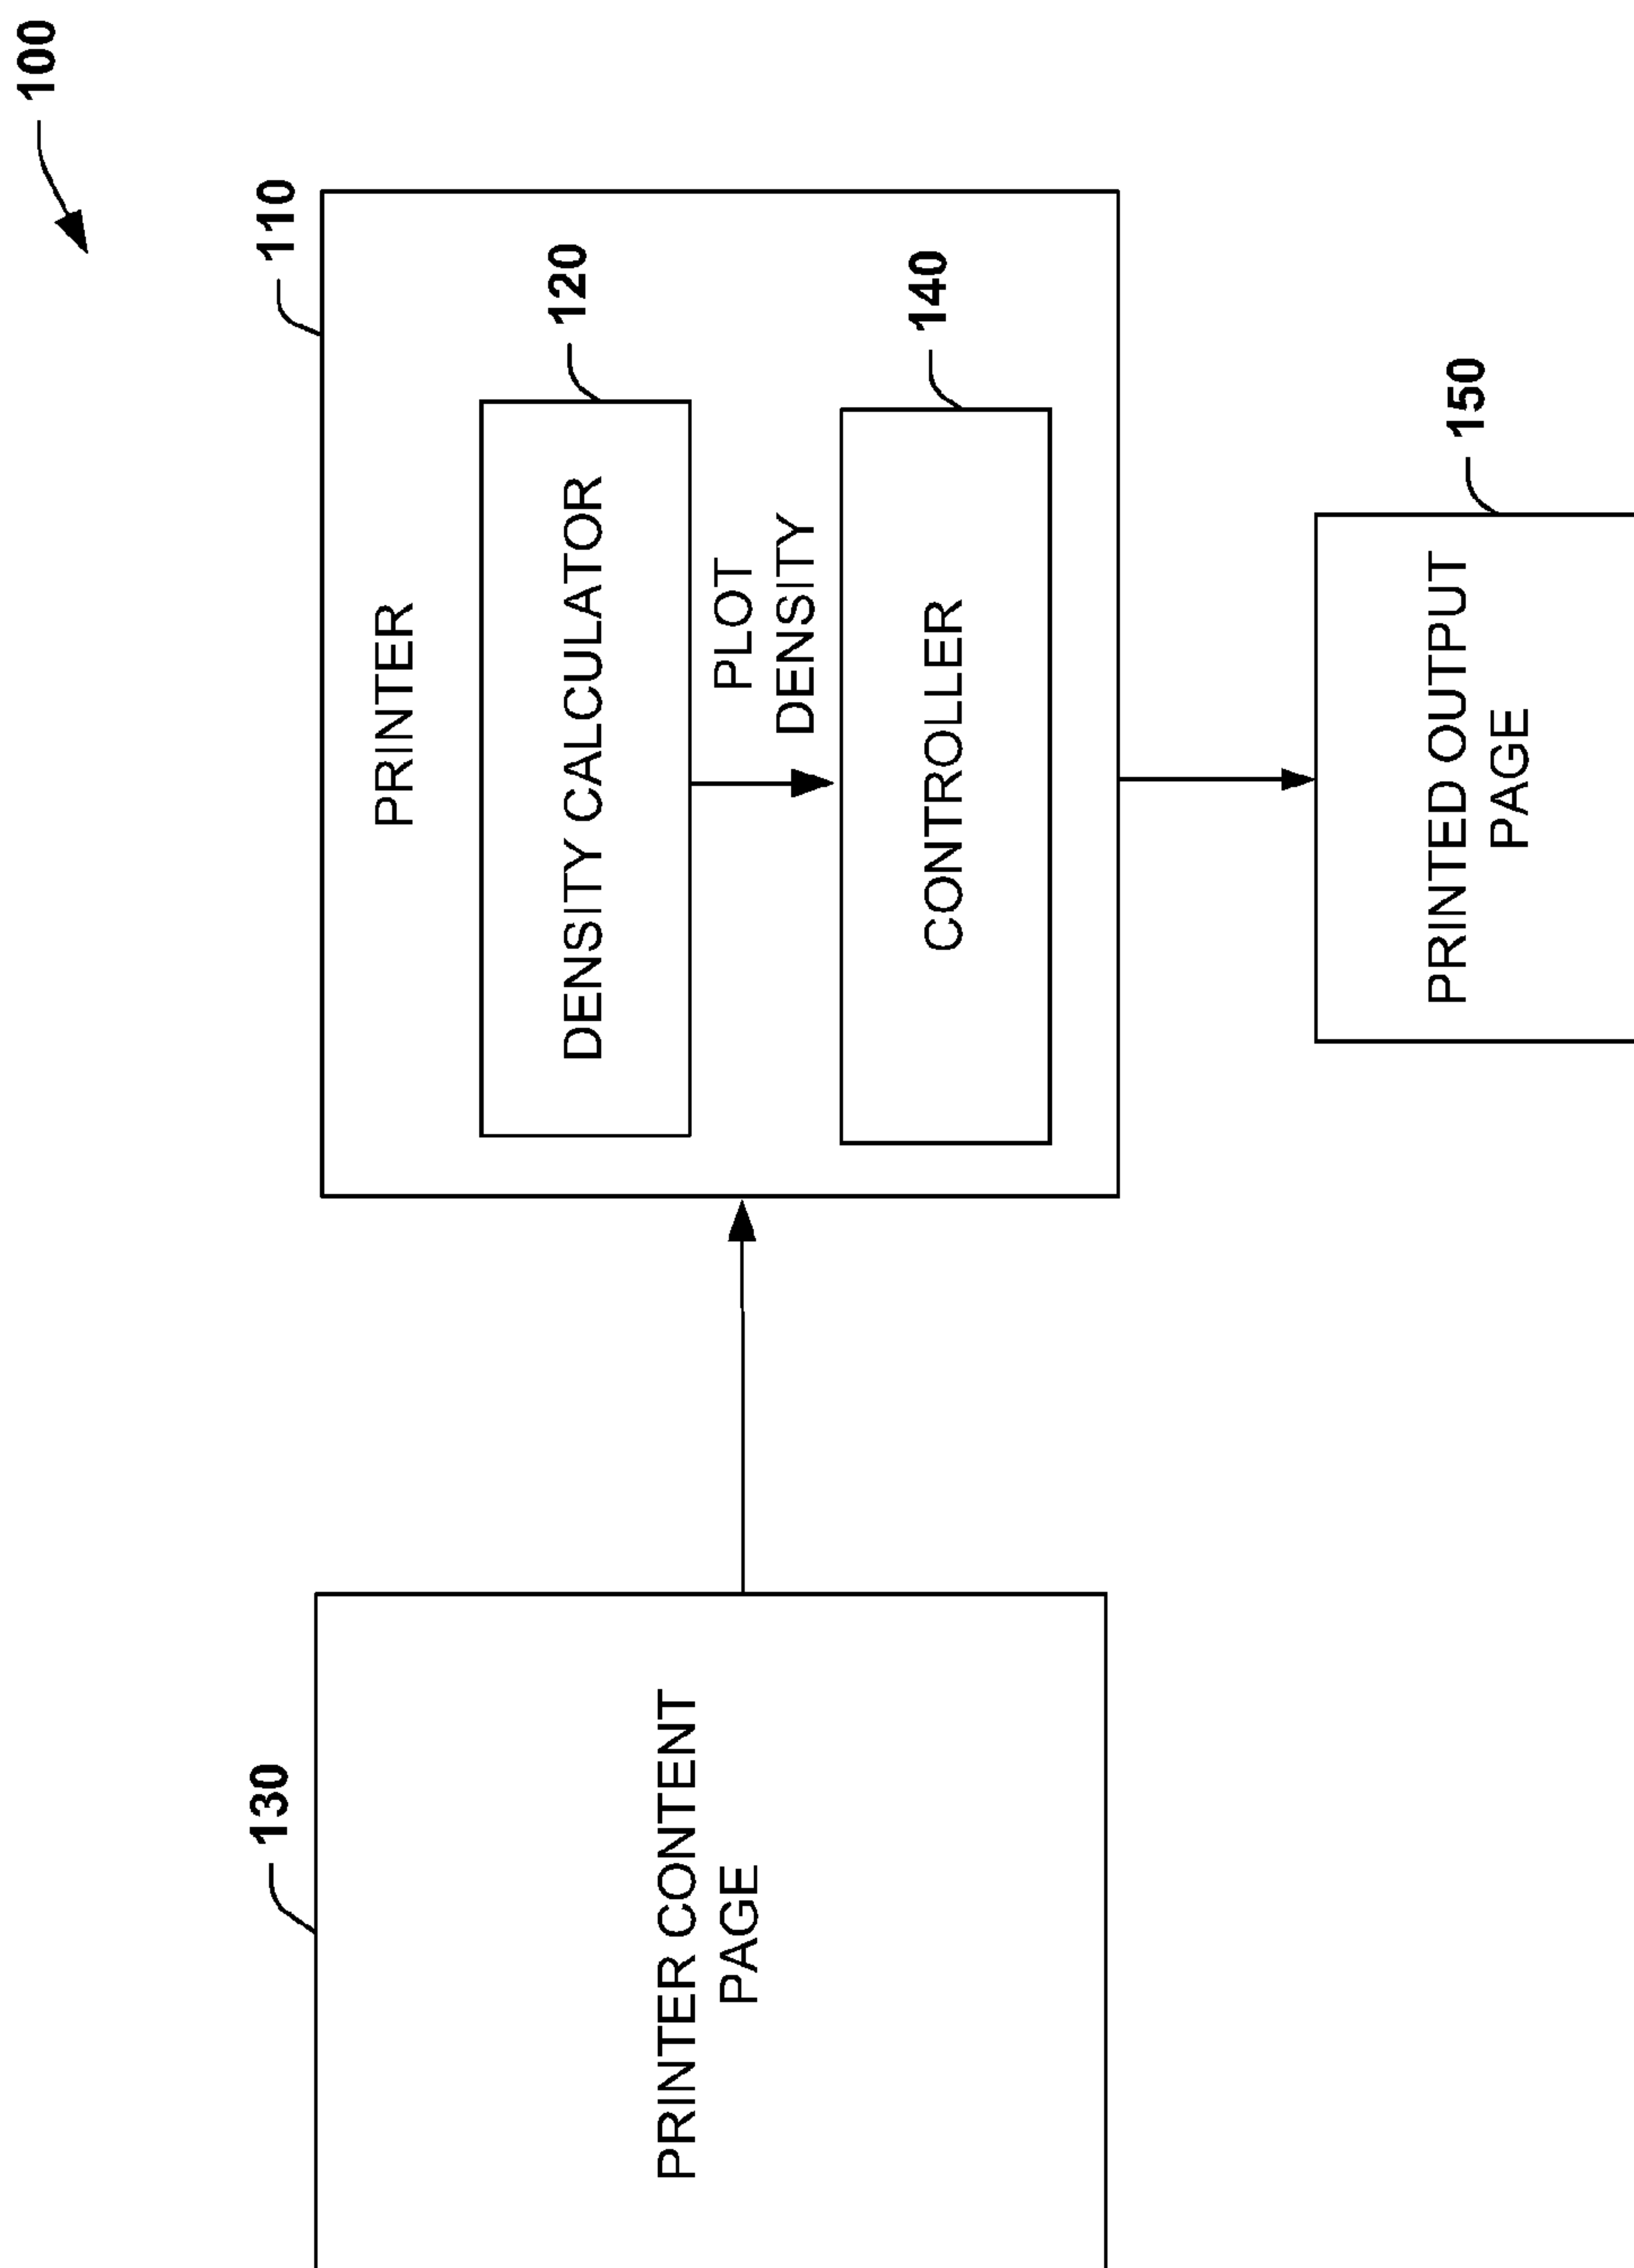 100
110
PRINTER
120
DENSITY CALCULATOR
PLOT
DENSITY
140
CONTROLLER
130
PRINTER CONTENT
PAGE
150
PRINTED OUTPUT
PAGE